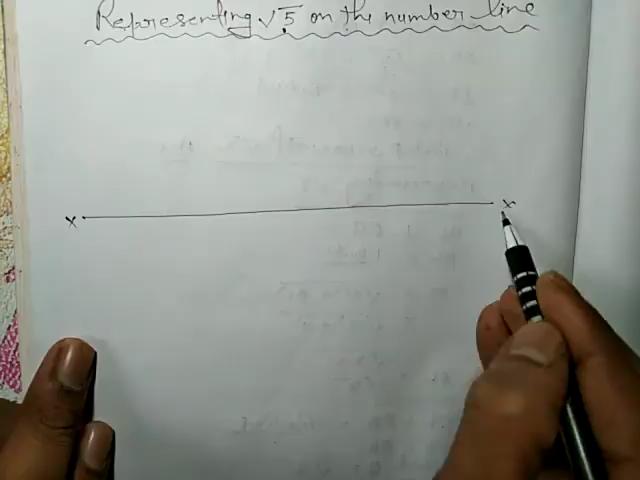 Representing √5 on the number line
X X